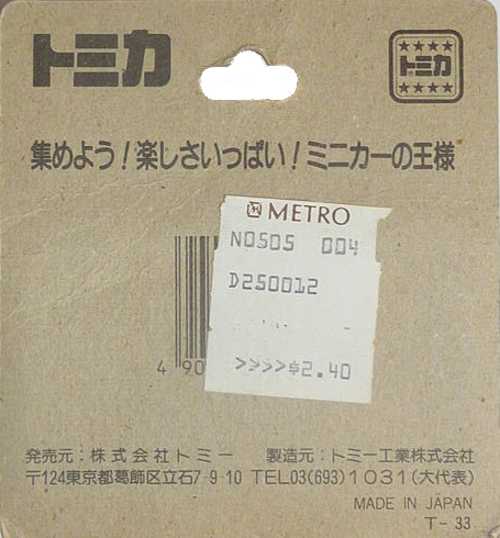 トミカ
★★★★
トミカ
★★★★
集めよう!楽しさいっぱい!ミニカーの王様
METRO
N0505 004
D250012
>>>>$2.40
4 90
発売元:株式会社トミー 製造元:トミー工業株式会社
〒124東京都葛飾区立石7-9-10 TEL03(693)1031(大代表)
MADE IN JAPAN
T-33